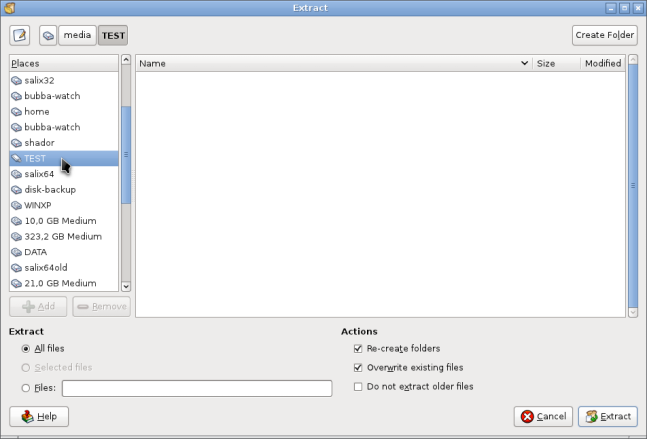 Extract
media TEST Create Folder
Places Name Size Modified
salix32
bubba-watch
home
bubba-watch
shador
TEST
salix64
disk-backup
WINXP
10,0 GB Medium
323,2 GB Medium
DATA
salix64old
21,0 GB Medium
Add Remove
Extract Actions
All files Re-create folders
Selected files Overwrite existing files
Files: Do not extract older files
Help Cancel Extract